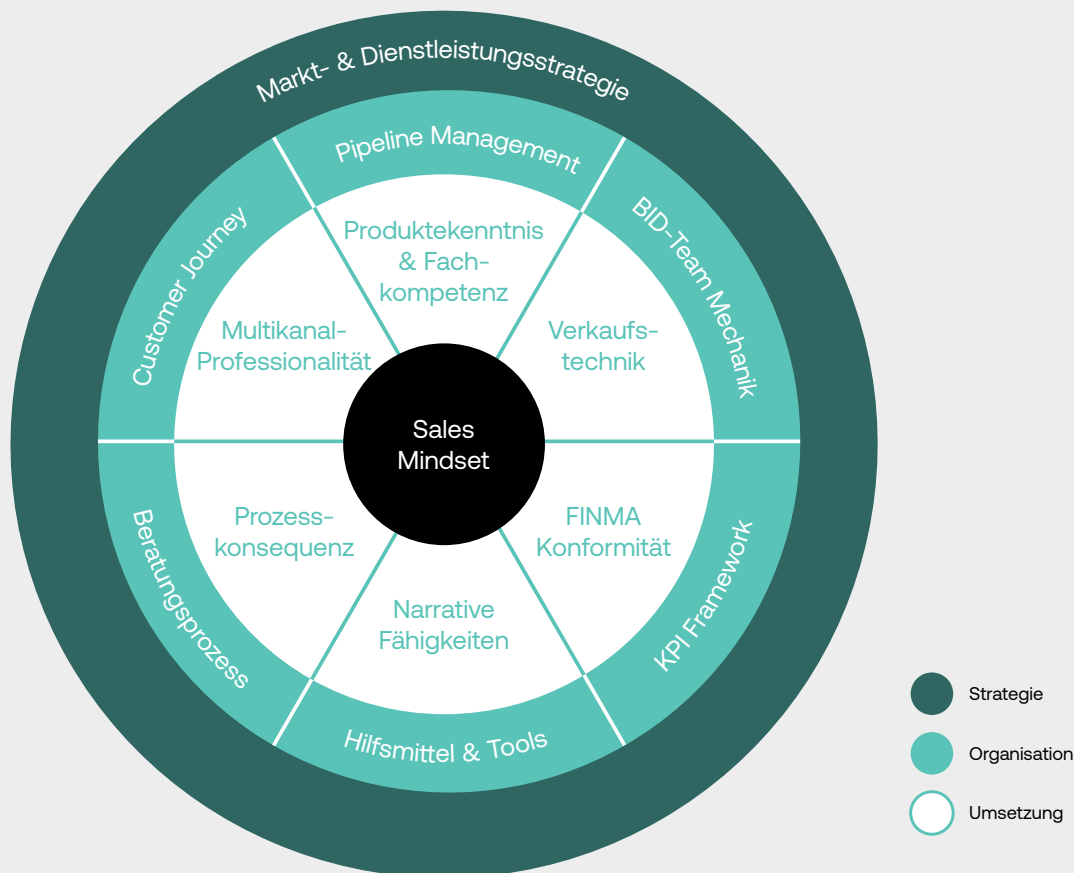 Markt- & Dienstleistungsstrategie
Pipeline Management
BID-Team Mechanik
KPI Framework
Hilfsmittel & Tools
Beratungsprozess
Customer Journey
Produktekenntnis
& Fach-
kompetenz
Verkaufs-
technik
FINMA
Konformität
Narrative
Fähigkeiten
Prozess-
konsequenz
Multikanal-
Professionalität
Sales
Mindset
Strategie
Organisation
Umsetzung